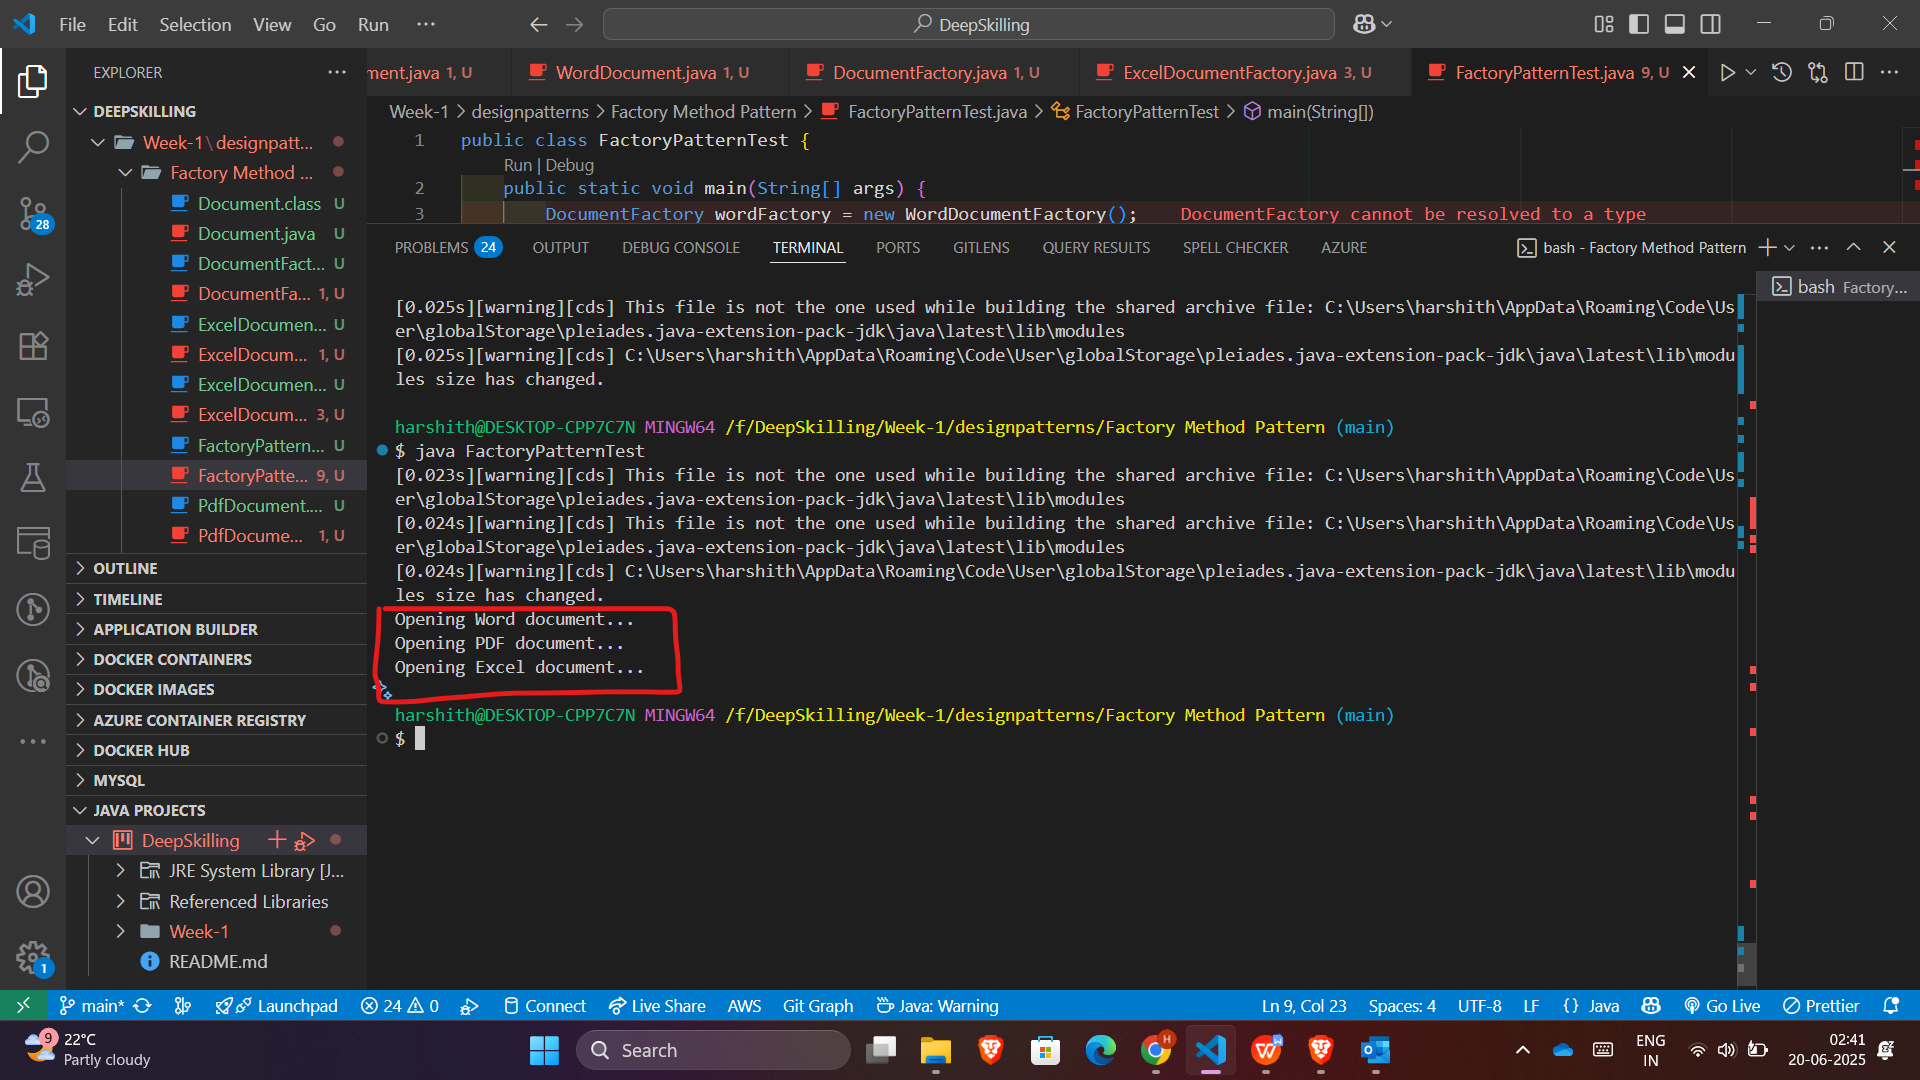 File Edit Selection View Go Run ···
DeepSkilling
EXPLORER
DEEPSKILLING
Week-1\designpatt...
Factory Method ...
Document.class U
Document.java U
DocumentFact... U
DocumentFa... 1, U
ExcelDocumen... U
ExcelDocum... 1, U
ExcelDocumen... U
ExcelDocum... 3, U
FactoryPattern... U
FactoryPatte... 9, U
PdfDocument.... U
PdfDocume... 1, U
OUTLINE
TIMELINE
APPLICATION BUILDER
DOCKER CONTAINERS
DOCKER IMAGES
AZURE CONTAINER REGISTRY
DOCKER HUB
MYSQL
JAVA PROJECTS
DeepSkilling
JRE System Library [J...
Referenced Libraries
Week-1
README.md
28
1
ment.java 1, U WordDocument.java 1, U DocumentFactory.java 1, U ExcelDocumentFactory.java 3, U FactoryPatternTest.java 9, U
Week-1 > designpatterns > Factory Method Pattern > FactoryPatternTest.java > FactoryPatternTest > main(String[])
1 public class FactoryPatternTest {
Run | Debug
2 public static void main(String[] args) {
3 DocumentFactory wordFactory = new WordDocumentFactory(); DocumentFactory cannot be resolved to a type
PROBLEMS 24 OUTPUT DEBUG CONSOLE TERMINAL PORTS GITLENS QUERY RESULTS SPELL CHECKER AZURE bash - Factory Method Pattern
bash Factory...
[0.025s][warning][cds] This file is not the one used while building the shared archive file: C:\Users\harshith\AppData\Roaming\Code\Us
er\globalStorage\pleiades.java-extension-pack-jdk\java\latest\lib\modules
[0.025s][warning][cds] C:\Users\harshith\AppData\Roaming\Code\User\globalStorage\pleiades.java-extension-pack-jdk\java\latest\lib\modu
les size has changed.
harshith@DESKTOP-CPP7C7N MINGW64 /f/DeepSkilling/Week-1/designpatterns/Factory Method Pattern (main)
$ java FactoryPatternTest
[0.023s][warning][cds] This file is not the one used while building the shared archive file: C:\Users\harshith\AppData\Roaming\Code\Us
er\globalStorage\pleiades.java-extension-pack-jdk\java\latest\lib\modules
[0.024s][warning][cds] This file is not the one used while building the shared archive file: C:\Users\harshith\AppData\Roaming\Code\Us
er\globalStorage\pleiades.java-extension-pack-jdk\java\latest\lib\modules
[0.024s][warning][cds] C:\Users\harshith\AppData\Roaming\Code\User\globalStorage\pleiades.java-extension-pack-jdk\java\latest\lib\modu
les size has changed.
Opening Word document...
Opening PDF document...
Opening Excel document...
harshith@DESKTOP-CPP7C7N MINGW64 /f/DeepSkilling/Week-1/designpatterns/Factory Method Pattern (main)
$
main* Launchpad 24 0 Connect Live Share AWS Git Graph Java: Warning Ln 9, Col 23 Spaces: 4 UTF-8 LF {} Java Go Live Prettier
9 22°C
Partly cloudy
Search
H
W
ENG
IN
02:41
20-06-2025